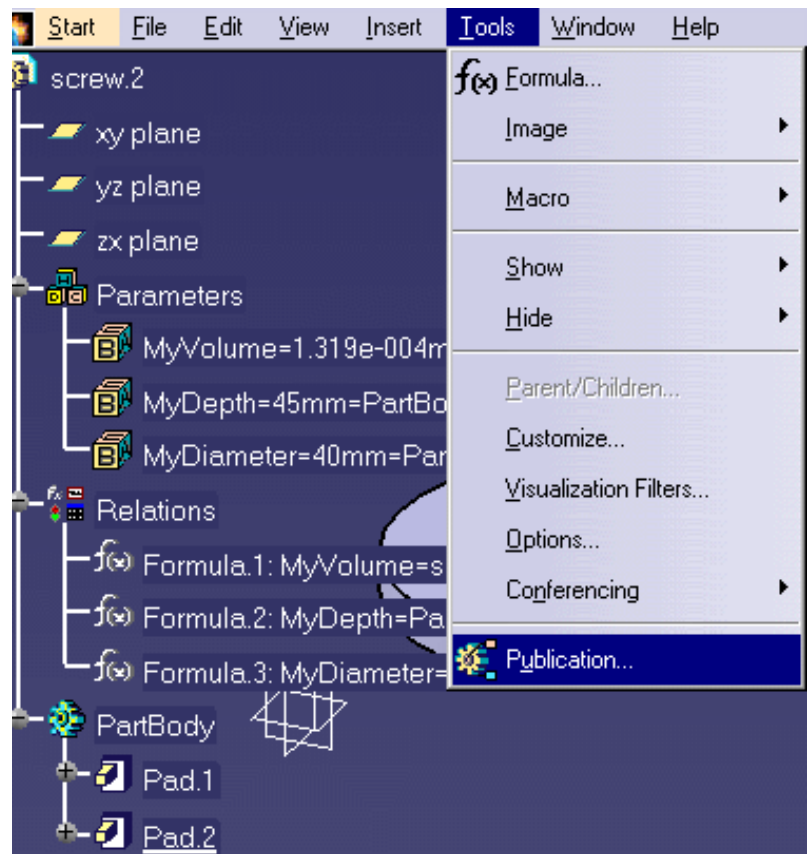 Start File Edit View Insert Tools Window Help
screw.2
xy plane
yz plane
zx plane
Parameters
MyVolume=1.319e-004m
MyDepth=45mm=PartBo
MyDiameter=40mm=Par
Relations
Formula.1: MyVolume=s
Formula.2: MyDepth=Pa
Formula.3: MyDiameter=
PartBody
Pad.1
Pad.2
f(x) Formula...
Image
Macro
Show
Hide
Parent/Children...
Customize...
Visualization Filters...
Options...
Conferencing
Publication...